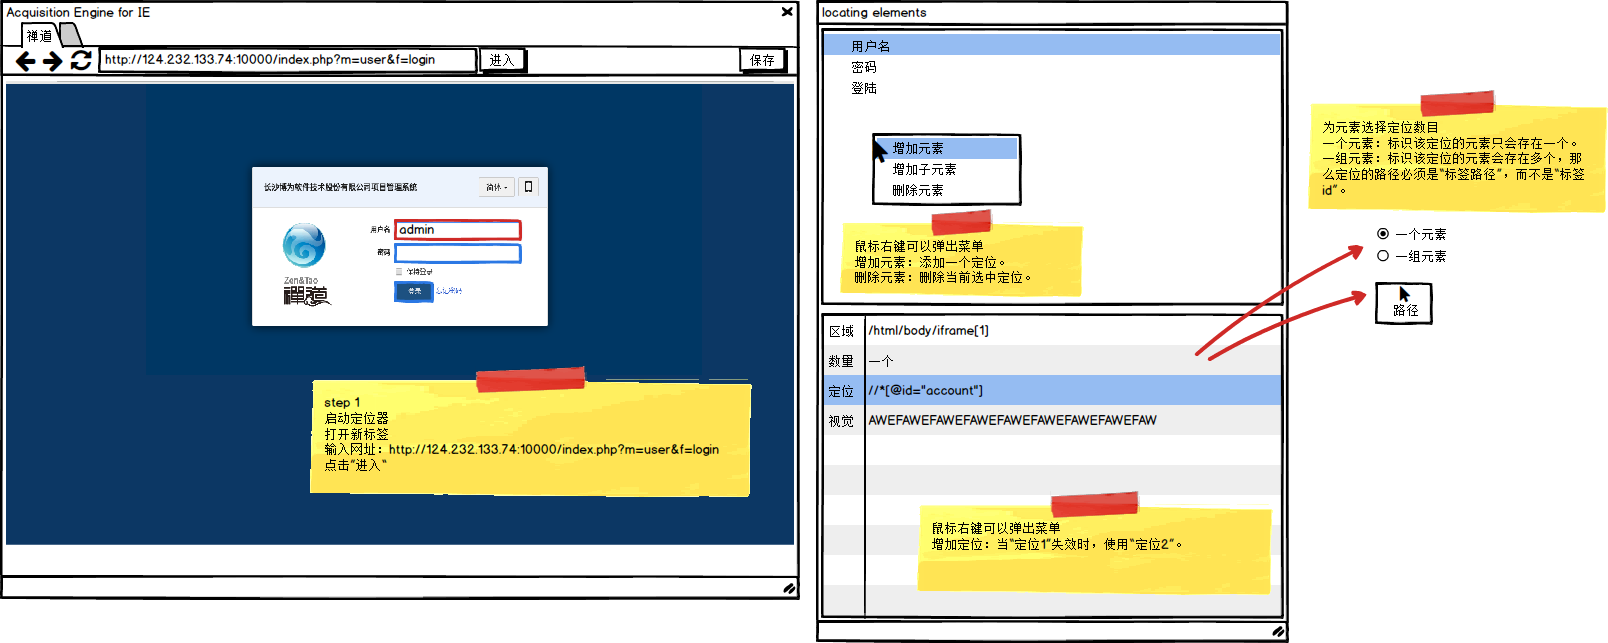 Acquisition Engine for IE
禅道
http://124.232.133.74:10000/index.php?m=user&f=login
进入
保存
长沙博为软件技术股份有限公司项目管理系统
简体
用户名
admin
密码
保持登录
登录
忘记密码
Zen&Tao
禪道
step 1
启动定位器
打开新标签
输入网址：http://124.232.133.74:10000/index.php?m=user&f=login
点击"进入"
locating elements
用户名
密码
登陆
增加元素
增加子元素
删除元素
鼠标右键可以弹出菜单
增加元素：添加一个定位。
删除元素：删除当前选中定位。
区域 /html/body/iframe[1]
数量 一个
定位 //*[@id="account"]
视觉 AWEFAWEFAWEFAWEFAWEFAWEFAWEFAWEFAW
鼠标右键可以弹出菜单
增加定位：当"定位1"失效时，使用"定位2"。
为元素选择定位数目
一个元素：标识该定位的元素只会存在一个。
一组元素：标识该定位的元素会存在多个，那
么定位的路径必须是"标签路径"，而不是"标签
id"。
一个元素
一组元素
路径